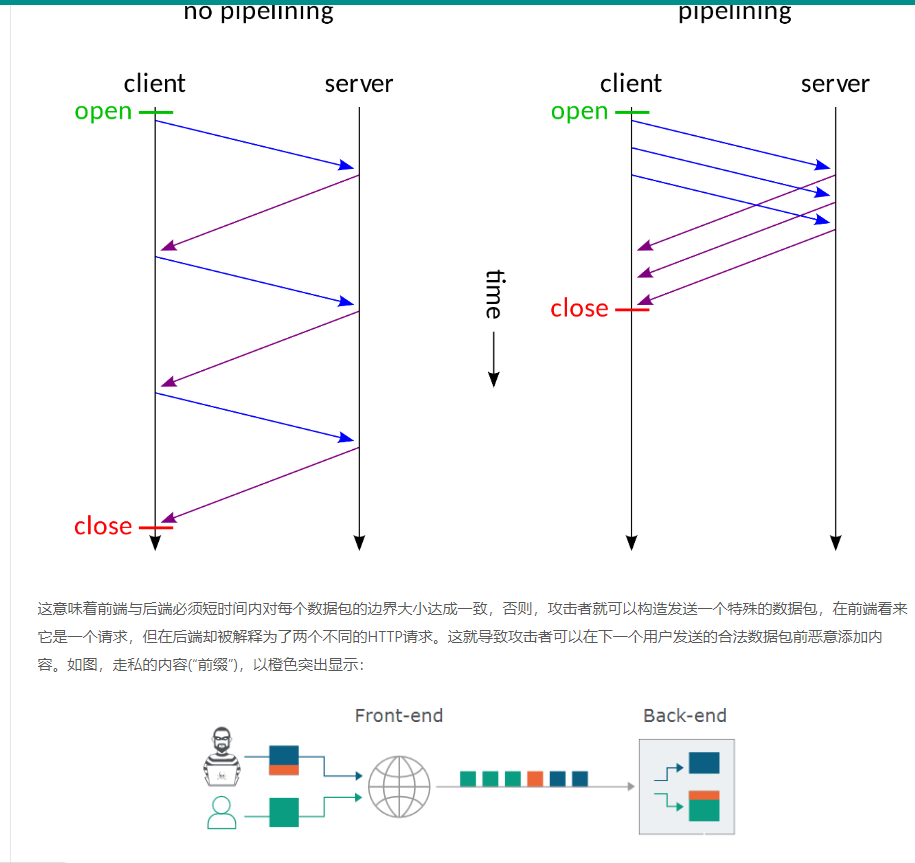 no pipelining pipelining
client server client server
open open
time
close
close
这意味着前端与后端必须短时间内对每个数据包的边界大小达成一致，否则，攻击者就可以构造发送一个特殊的数据包，在前端看来
它是一个请求，但在后端却被解释为了两个不同的HTTP请求。这就导致攻击者可以在下一个用户发送的合法数据包前恶意添加内
容。如图，走私的内容(“前缀”)，以橙色突出显示：
Front-end Back-end